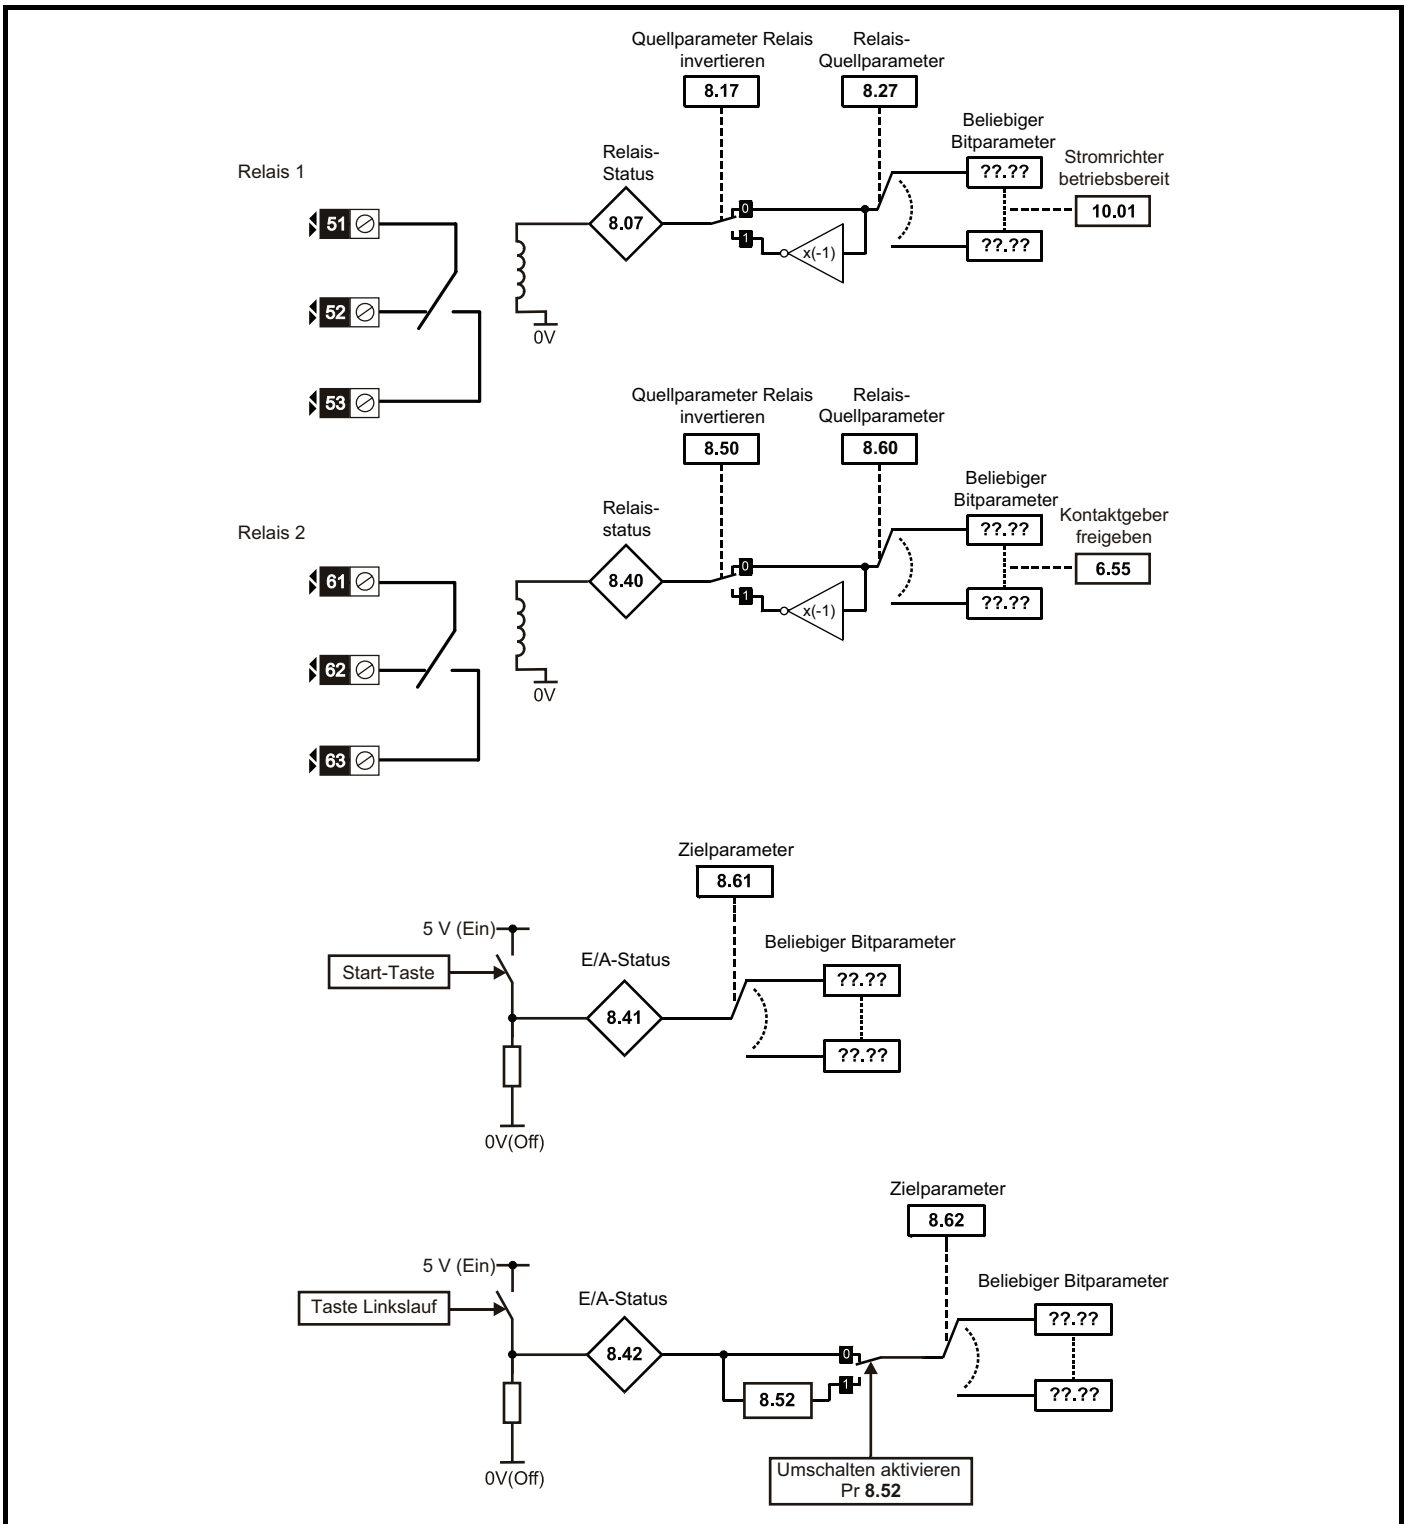 Quellparameter Relais
invertieren
8.17
Relais-
Quellparameter
8.27
Beliebiger
Bitparameter
??.??
??.??
Stromrichter
betriebsbereit
10.01
Relais 1
Relais-
Status
8.07
0
1
x(-1)
51
52
53
0V
Quellparameter Relais
invertieren
8.50
Relais-
Quellparameter
8.60
Beliebiger
Bitparameter
??.??
??.??
Kontaktgeber
freigeben
6.55
Relais 2
Relais-
status
8.40
0
1
x(-1)
61
62
63
0V
Zielparameter
8.61
5 V (Ein)
Start-Taste
E/A-Status
8.41
Beliebiger Bitparameter
??.??
??.??
0V(Off)
Zielparameter
8.62
5 V (Ein)
Taste Linkslauf
E/A-Status
8.42
0
1
8.52
Beliebiger Bitparameter
??.??
??.??
0V(Off)
Umschalten aktivieren
Pr 8.52